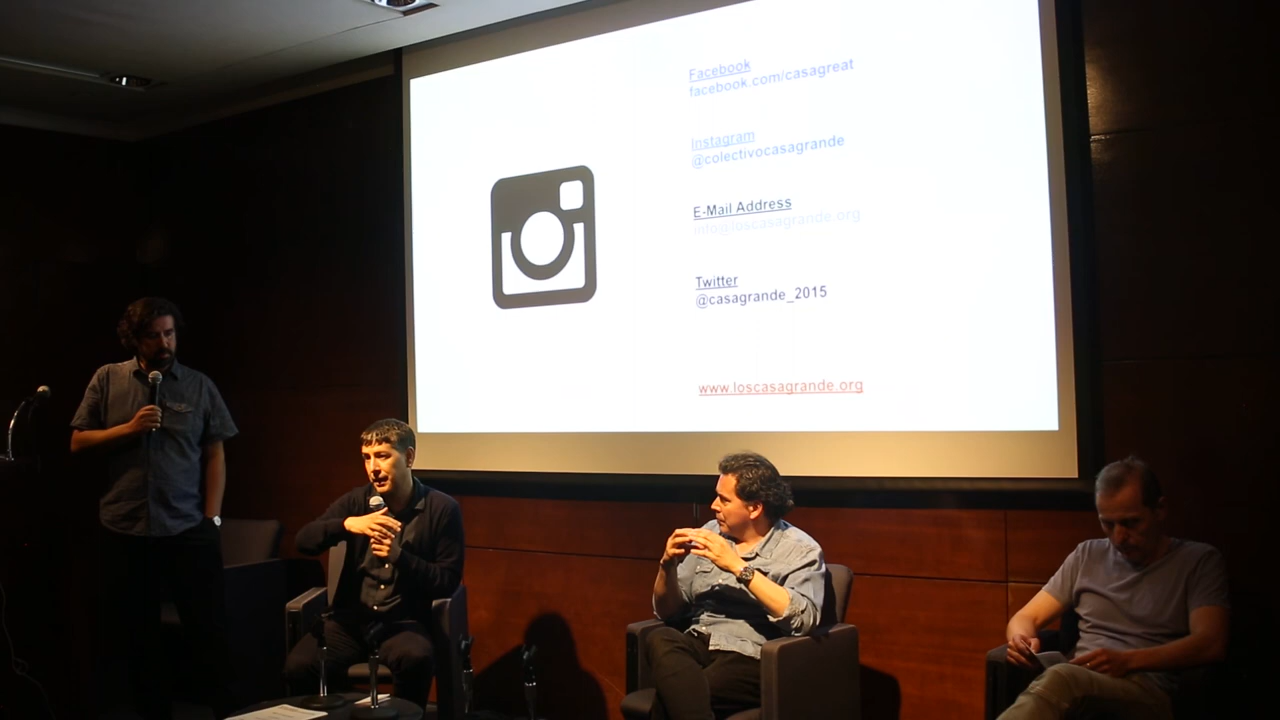 Facebook
facebook.com/casagreat
Instagram
@colectivocasagrande
E-Mail Address
info@loscasagrande.org
Twitter
@casagrande_2015
www.loscasagrande.org